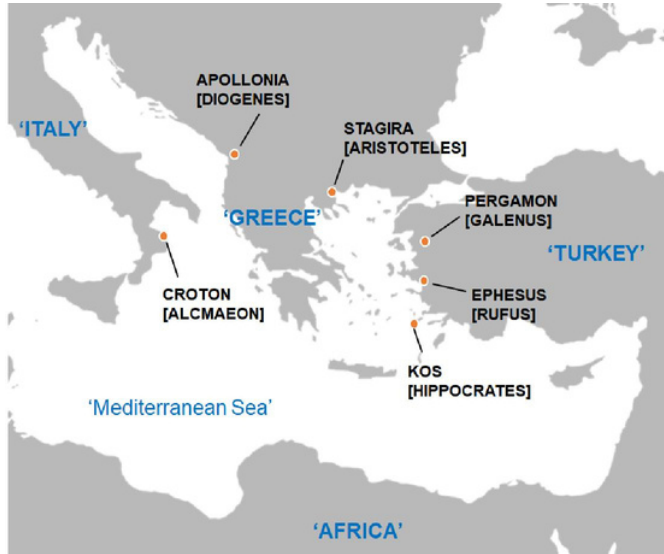 APOLLONIA
[DIOGENES]
‘ITALY’
STAGIRA
[ARISTOTELES]
PERGAMON
[GALENUS]
‘GREECE’
‘TURKEY’
CROTON
[ALCMAEON]
EPHESUS
[RUFUS]
KOS
[HIPPOCRATES]
‘Mediterranean Sea’
‘AFRICA’